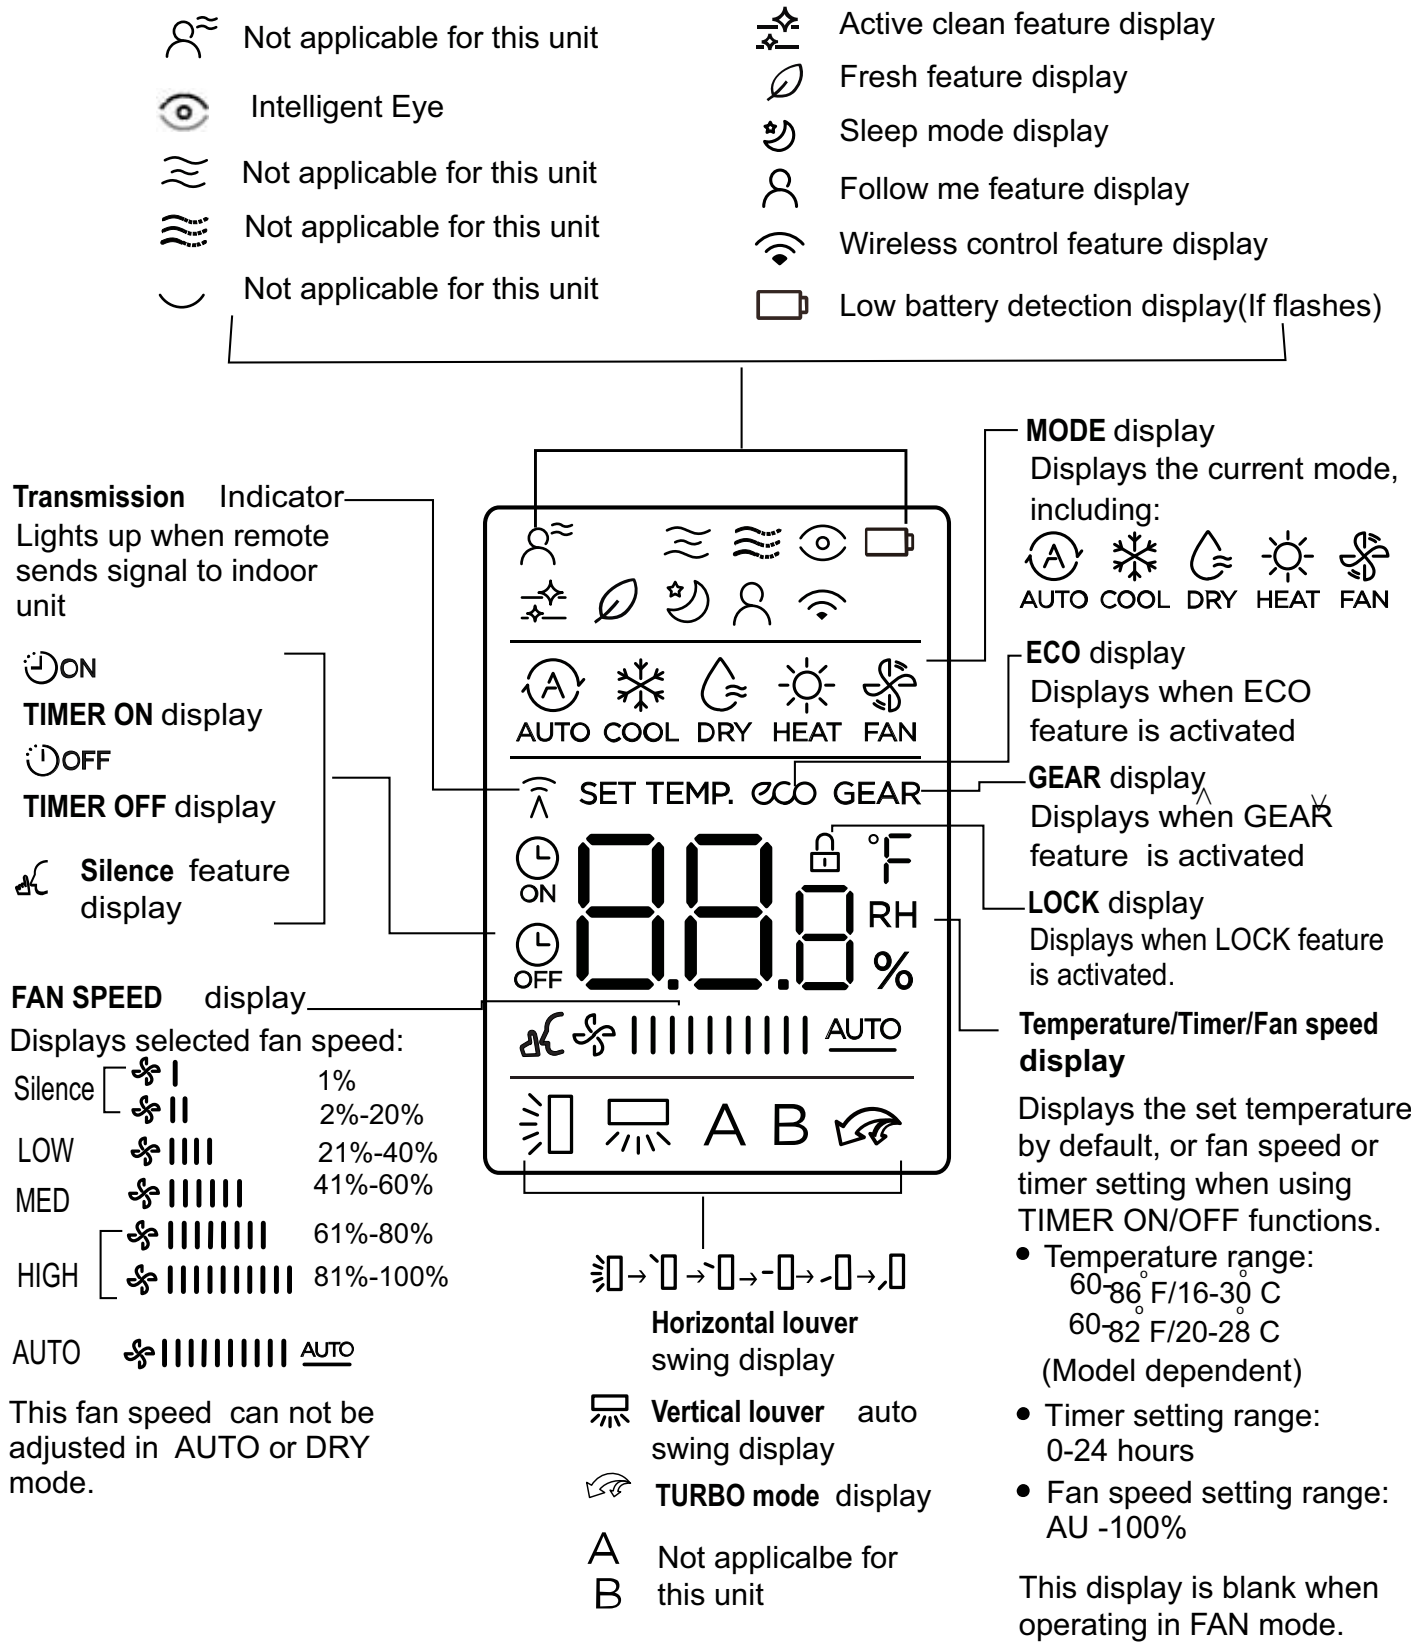 Not applicable for this unit
Intelligent Eye
Not applicable for this unit
Not applicable for this unit
Not applicable for this unit
Active clean feature display
Fresh feature display
Sleep mode display
Follow me feature display
Wireless control feature display
Low battery detection display(If flashes)
Transmission Indicator
Lights up when remote
sends signal to indoor
unit
ON
TIMER ON display
OFF
TIMER OFF display
Silence feature
display
FAN SPEED display
Displays selected fan speed:
Silence
1%
2%-20%
LOW 21%-40%
MED 41%-60%
61%-80%
HIGH 81%-100%
AUTO AUTO
This fan speed can not be
adjusted in AUTO or DRY
mode.
A
AUTO COOL DRY HEAT FAN
SET TEMP. eco GEAR
ON
OFF
88.8.
°F
RH
%
AUTO
A B
Horizontal louver
swing display
Vertical louver auto
swing display
TURBO mode display
A
B
Not applicalbe for
this unit
MODE display
Displays the current mode,
including:
A
AUTO COOL DRY HEAT FAN
ECO display
Displays when ECO
feature is activated
GEAR display
Displays when GEAR
feature is activated
LOCK display
Displays when LOCK feature
is activated.
Temperature/Timer/Fan speed
display
Displays the set temperature
by default, or fan speed or
timer setting when using
TIMER ON/OFF functions.
• Temperature range:
60-86°F/16-30°C
60-82°F/20-28°C
(Model dependent)
• Timer setting range:
0-24 hours
• Fan speed setting range:
AU -100%
This display is blank when
operating in FAN mode.